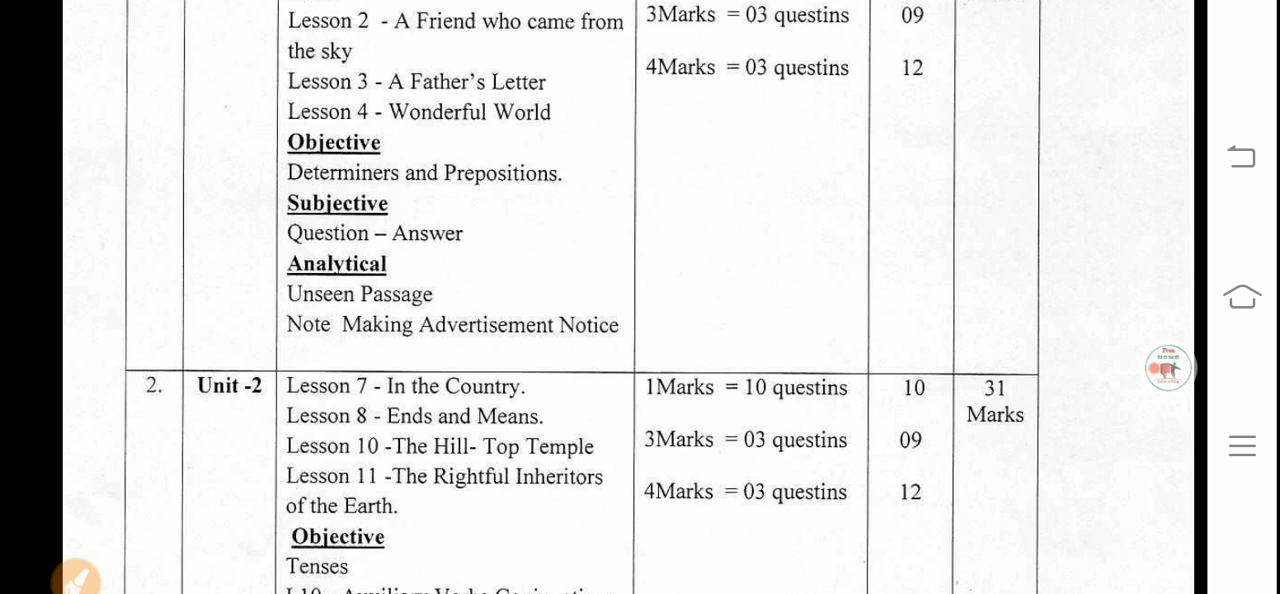 Lesson 2 - A Friend who came from
the sky
Lesson 3 - A Father's Letter
Lesson 4 - Wonderful World
Objective
Determiners and Prepositions.
Subjective
Question – Answer
Analytical
Unseen Passage
Note Making Advertisement Notice
3Marks = 03 questins 09
4Marks = 03 questins 12
2. Unit -2
Lesson 7 - In the Country.
Lesson 8 - Ends and Means.
Lesson 10 -The Hill- Top Temple
Lesson 11 -The Rightful Inheritors
of the Earth.
Objective
Tenses
1Marks = 10 questins 10
3Marks = 03 questins 09
4Marks = 03 questins 12
31
Marks